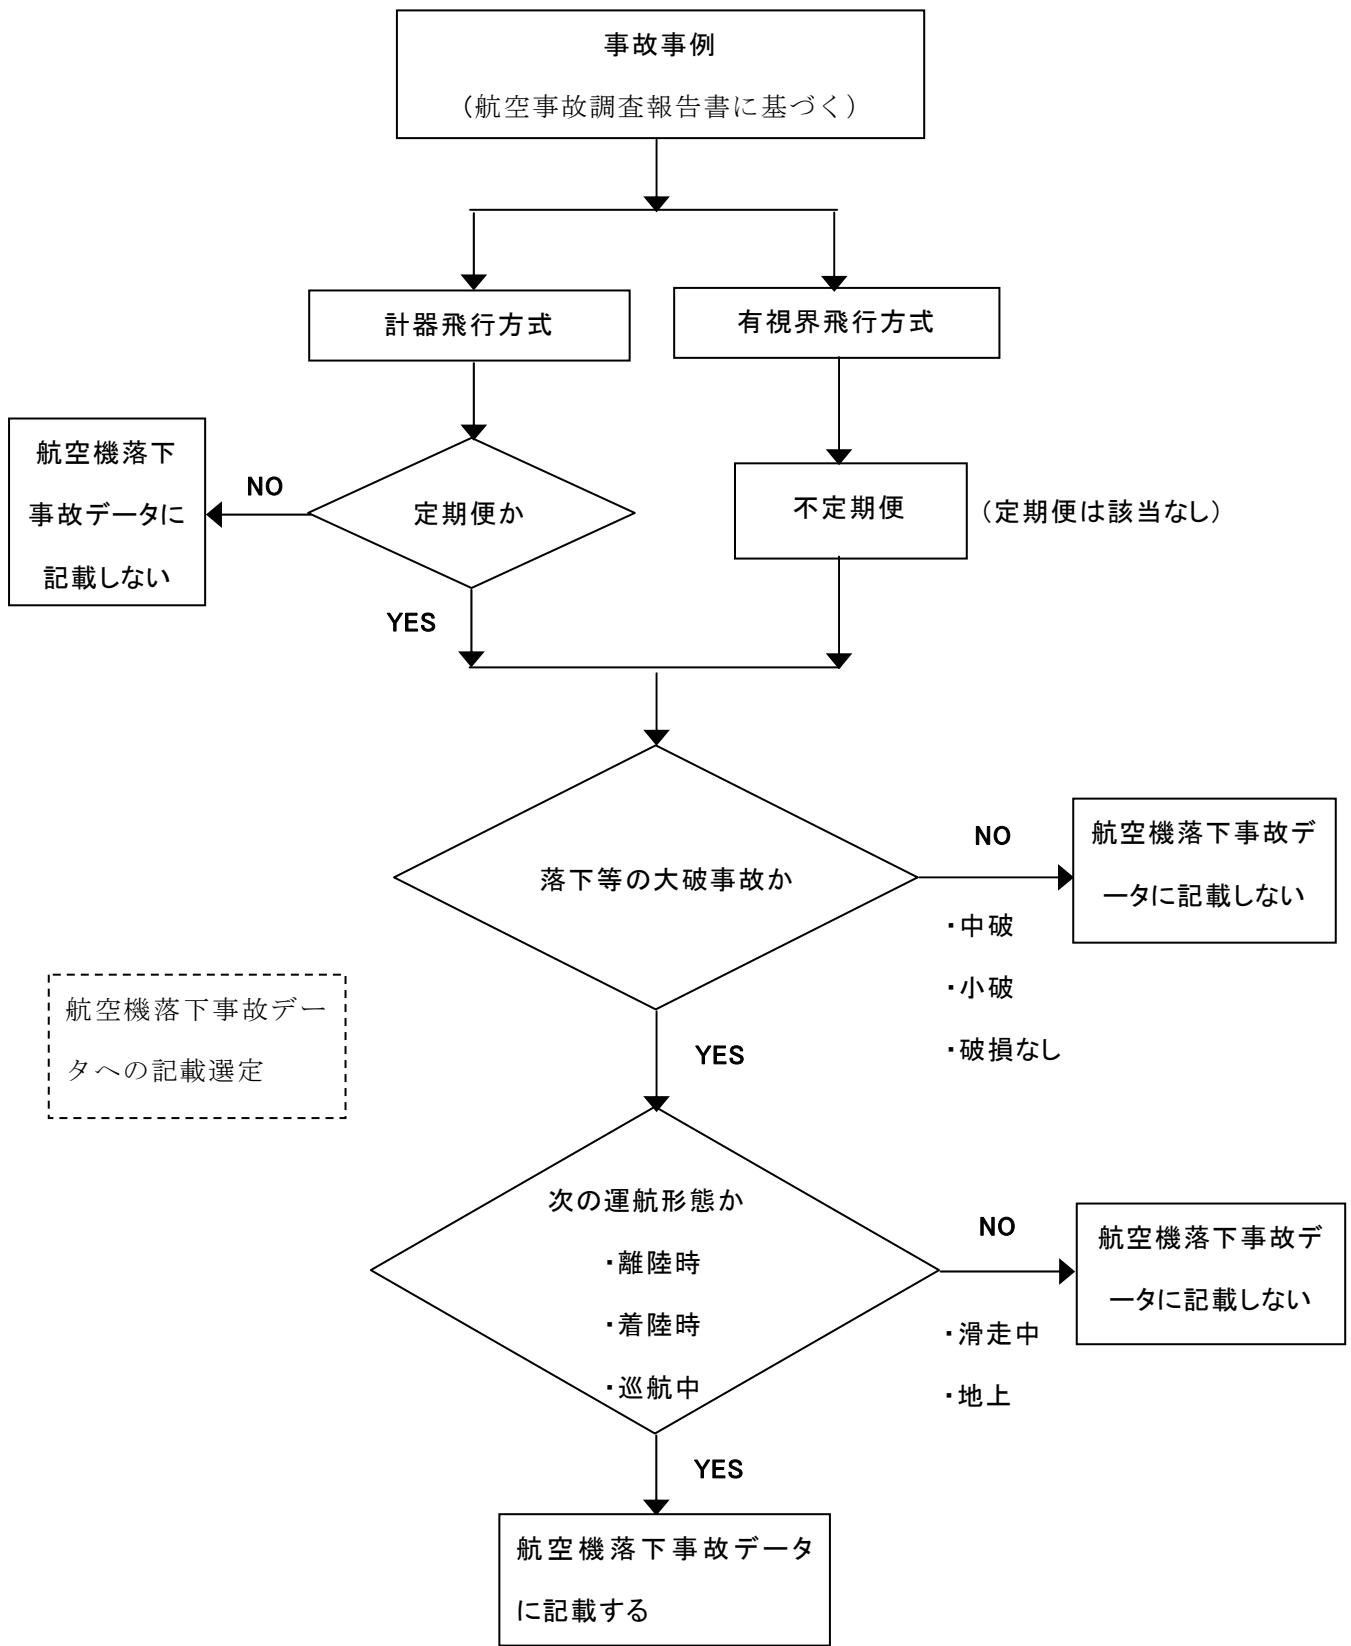 事故事例
（航空事故調査報告書に基づく）
計器飛行方式
有視界飛行方式
航空機落下
事故データに
記載しない
NO
定期便か
不定期便
（定期便は該当なし）
YES
落下等の大破事故か
NO
航空機落下事故デ
ータに記載しない
・中破
・小破
・破損なし
航空機落下事故デー
タへの記載選定
YES
次の運航形態か
・離陸時
・着陸時
・巡航中
NO
航空機落下事故デ
ータに記載しない
・滑走中
・地上
YES
航空機落下事故データ
に記載する